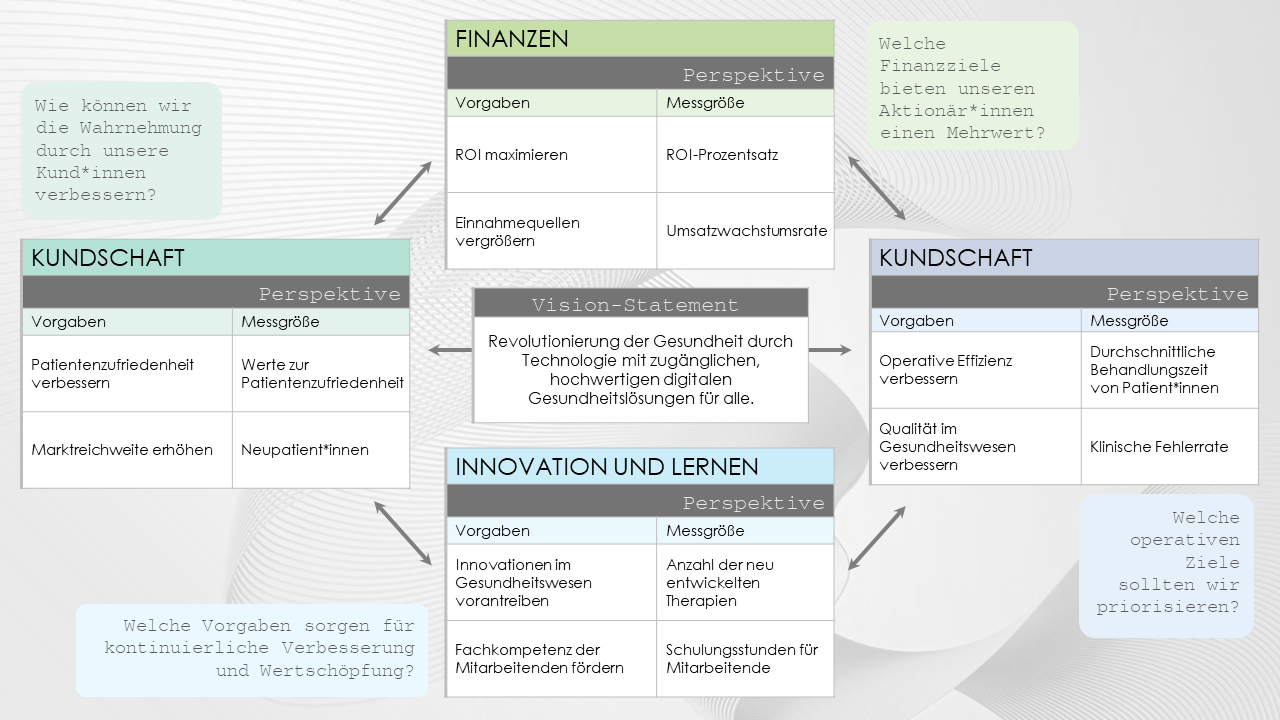 FINANZEN
Perspektive
Vorgaben Messgröße
ROI maximieren ROI-Prozentsatz
Einnahmequellen
vergrößern
Umsatzwachstumsrate
Welche
Finanzziele
bieten unseren
Aktionär*innen
einen Mehrwert?
Wie können wir
die Wahrnehmung
durch unsere
Kund*innen
verbessern?
KUNDSCHAFT
Perspektive
Vorgaben Messgröße
Patientenzufriedenheit
verbessern
Werte zur
Patientenzufriedenheit
Marktreichweite erhöhen Neupatient*innen
Vision-Statement
Revolutionierung der Gesundheit durch
Technologie mit zugänglichen,
hochwertigen digitalen
Gesundheitslösungen für alle.
KUNDSCHAFT
Perspektive
Vorgaben Messgröße
Operative Effizienz
verbessern
Durchschnittliche
Behandlungszeit
von Patient*innen
Qualität im
Gesundheitswesen
verbessern
Klinische Fehlerrate
INNOVATION UND LERNEN
Perspektive
Vorgaben Messgröße
Innovationen im
Gesundheitswesen
vorantreiben
Anzahl der neu
entwickelten
Therapien
Fachkompetenz der
Mitarbeitenden fördern
Schulungsstunden für
Mitarbeitende
Welche
operativen
Ziele
sollten wir
priorisieren?
Welche Vorgaben sorgen für
kontinuierliche Verbesserung
und Wertschöpfung?